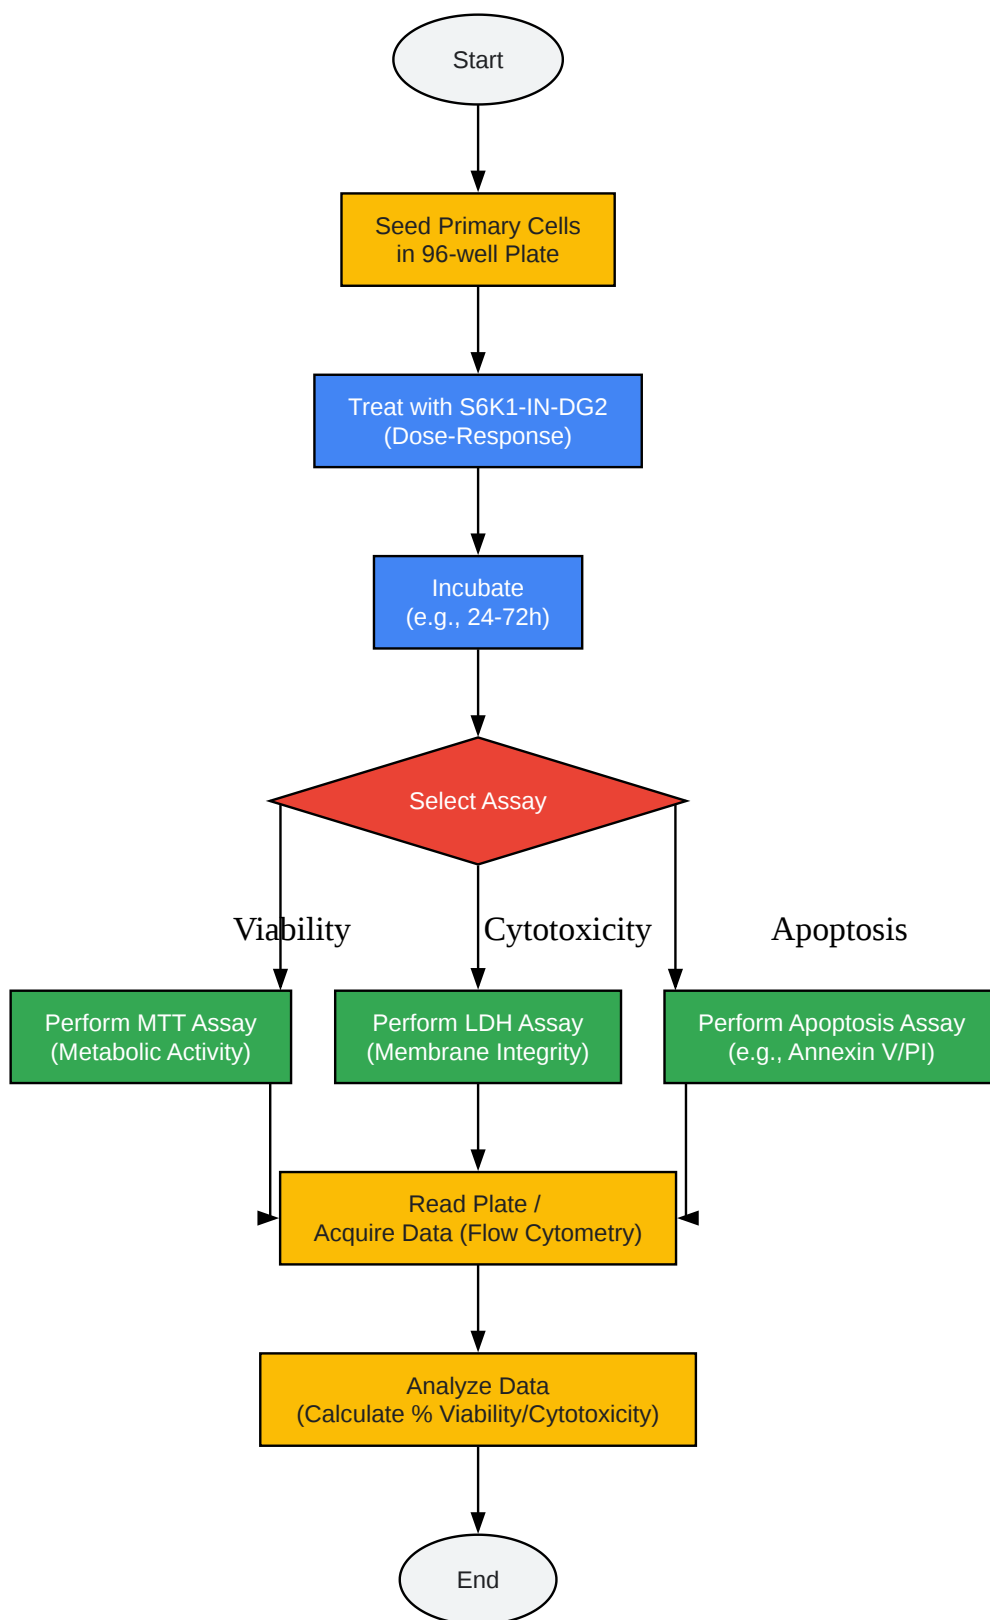 Start
Seed Primary Cells
in 96-well Plate
Treat with S6K1-IN-DG2
(Dose-Response)
Incubate
(e.g., 24-72h)
Select Assay
Viability
Cytotoxicity
Apoptosis
Perform MTT Assay
(Metabolic Activity)
Perform LDH Assay
(Membrane Integrity)
Perform Apoptosis Assay
(e.g., Annexin V/PI)
Read Plate /
Acquire Data (Flow Cytometry)
Analyze Data
(Calculate % Viability/Cytotoxicity)
End